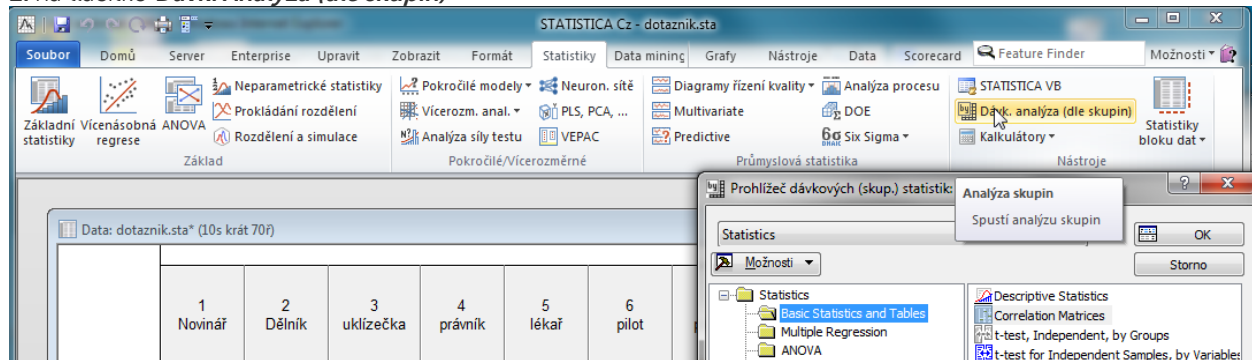 STATISTICA Cz - dotaznik.sta
Soubor Domů Server Enterprise Upravit Zobrazit Formát Statistiky Data mining Grafy Nástroje Data Scorecard Feature Finder Možnosti
Neparametrické statistiky Pokročilé modely Neuron. sítě Diagramy řízení kvality Analýza procesu STATISTICA VB
Prokládání rozdělení Vícerozm. anal. PLS, PCA, ... Multivariate DOE Dávk. analýza (dle skupin)
Základní statistiky Vícenásobná regrese ANOVA Rozdělení a simulace Analýza síly testu VEPAC Predictive Six Sigma Kalkulátory Statistiky bloku dat
Základ Pokročilé/Vícerozměrné Průmyslová statistika Nástroje
Prohlížeč dávkových (skup.) statistik:
Analýza skupin
Spustí analýzu skupin
Data: dotaznik.sta* (10s krát 70ř)
Statistics OK
Možnosti Storno
1 2 3 4 5 6
Novinář Dělník uklízečka právník lékař pilot
Statistics Descriptive Statistics
Basic Statistics and Tables Correlation Matrices
Multiple Regression t-test, Independent, by Groups
ANOVA t-test for Independent Samples, by Variables